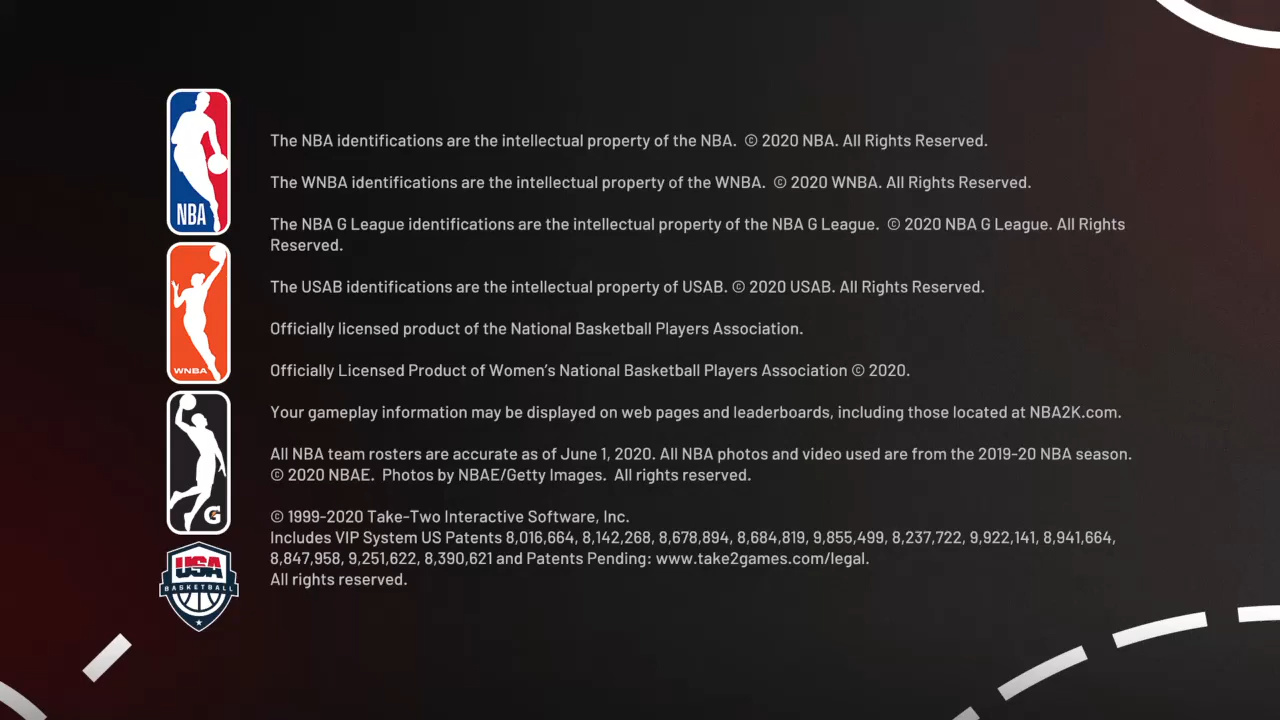 The NBA identifications are the intellectual property of the NBA. © 2020 NBA. All Rights Reserved.
The WNBA identifications are the intellectual property of the WNBA. © 2020 WNBA. All Rights Reserved.
The NBA G League identifications are the intellectual property of the NBA G League. © 2020 NBA G League. All Rights
Reserved.
The USAB identifications are the intellectual property of USAB. © 2020 USAB. All Rights Reserved.
Officially licensed product of the National Basketball Players Association.
Officially Licensed Product of Women’s National Basketball Players Association © 2020.
Your gameplay information may be displayed on web pages and leaderboards, including those located at NBA2K.com.
All NBA team rosters are accurate as of June 1, 2020. All NBA photos and video used are from the 2019-20 NBA season.
© 2020 NBAE. Photos by NBAE/Getty Images. All rights reserved.
© 1999-2020 Take-Two Interactive Software, Inc.
Includes VIP System US Patents 8,016,664, 8,142,268, 8,678,894, 8,684,819, 9,855,499, 8,237,722, 9,922,141, 8,941,664,
8,847,958, 9,251,622, 8,390,621 and Patents Pending: www.take2games.com/legal.
All rights reserved.
NBA
WNBA
G
USA
BASKETBALL